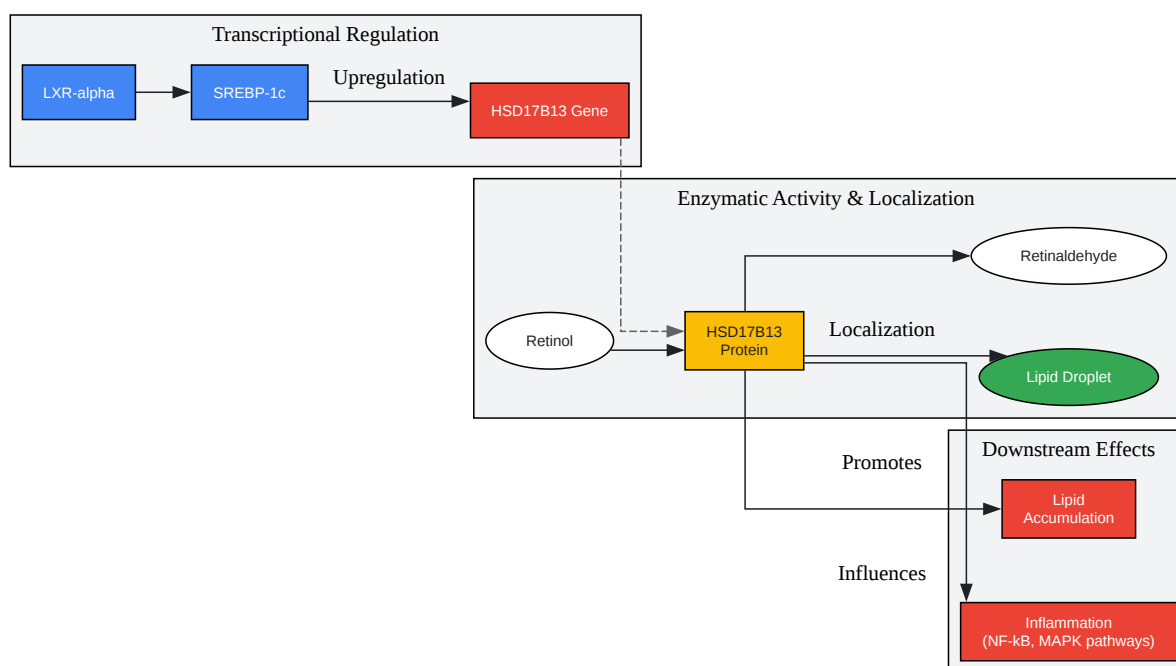 Transcriptional Regulation
LXR-alpha
SREBP-1c
Upregulation
HSD17B13 Gene
Enzymatic Activity & Localization
Retinaldehyde
Retinol
HSD17B13
Protein
Localization
Lipid Droplet
Downstream Effects
Promotes
Lipid
Accumulation
Influences
Inflammation
(NF-kB, MAPK pathways)